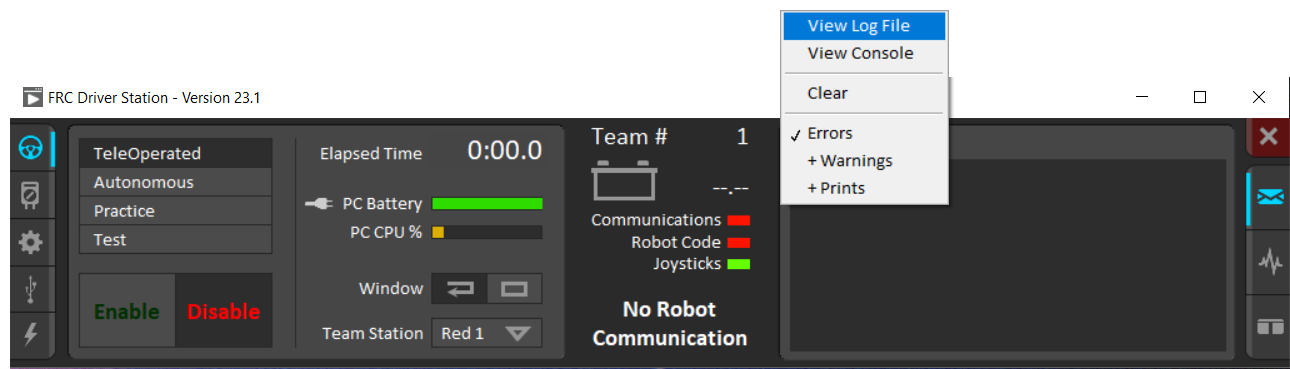 FRC Driver Station - Version 23.1
TeleOperated
Autonomous
Practice
Test
Enable
Disable
Elapsed Time 0:00.0
PC Battery
PC CPU %
Window
Team Station Red 1
Team # 1
--.--
Communications
Robot Code
Joysticks
No Robot
Communication
View Log File
View Console
Clear
✓ Errors
+ Warnings
+ Prints